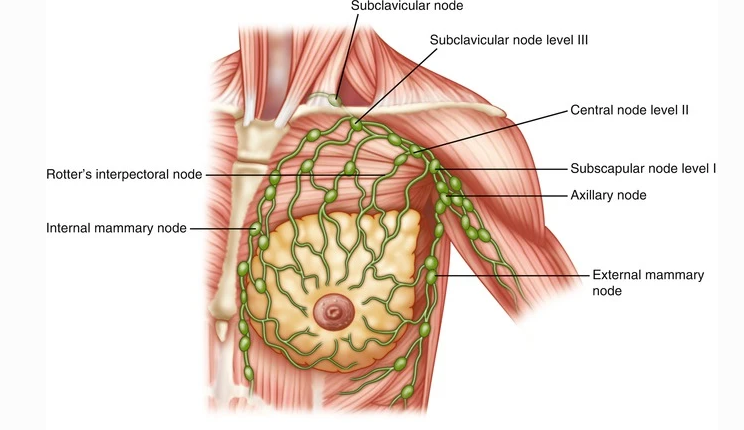 Subclavicular node
Subclavicular node level III
Central node level II
Rotter's interpectoral node
Subscapular node level I
Axillary node
Internal mammary node
External mammary
node